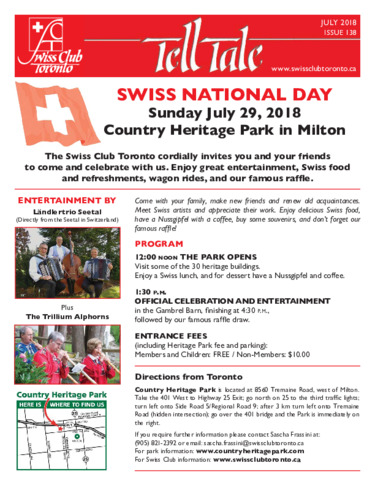 JULY 2018
ISSUE 138
Swiss Club
Toronto
Tell Tale
www.swissclubtoronto.ca
SWISS NATIONAL DAY
Sunday July 29, 2018
Country Heritage Park in Milton
The Swiss Club Toronto cordially invites you and your friends
to come and celebrate with us. Enjoy great entertainment, Swiss food
and refreshments, wagon rides, and our famous raffle.
ENTERTAINMENT BY
Ländlertrio Seetal
(Directly from the Seetal in Switzerland)
Plus
The Trillium Alphorns
Country Heritage Park
HERE IS WHERE TO FIND US
Come with your family, make new friends and renew old acquaintances.
Meet Swiss artists and appreciate their work. Enjoy delicious Swiss food,
have a Nussgipfel with a coffee, buy some souvenirs, and don't forget our
famous raffle!
PROGRAM
12:00 NOON THE PARK OPENS
Visit some of the 30 heritage buildings.
Enjoy a Swiss lunch, and for dessert have a Nussgipfel and coffee.
1:30 P.M.
OFFICIAL CELEBRATION AND ENTERTAINMENT
in the Gambrel Barn, finishing at 4:30 P.M.,
followed by our famous raffle draw.
ENTRANCE FEES
(including Heritage Park fee and parking):
Members and Children: FREE / Non-Members: $10.00
Directions from Toronto
Country Heritage Park is located at 8560 Tremaine Road, west of Milton.
Take the 401 West to Highway 25 Exit; go north on 25 to the third traffic lights;
turn left onto Side Road 5/Regional Road 9; after 3 km turn left onto Tremaine
Road (hidden intersection); go over the 401 bridge and the Park is immediately on
the right.
If you require further information please contact Sascha Frassini at:
(905) 821-2392 or e mail: sascha.frassini@swissclubtoronto.ca
For park information: www.countryheritagepark.com
For Swiss Club information: www.swissclubtoronto.ca